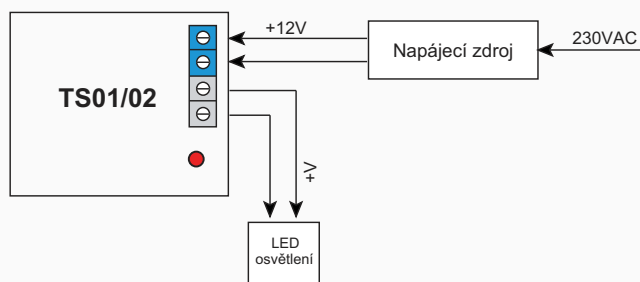 +12V
230VAC
Napájecí zdroj
TS01/02
+V
LED
osvětlení